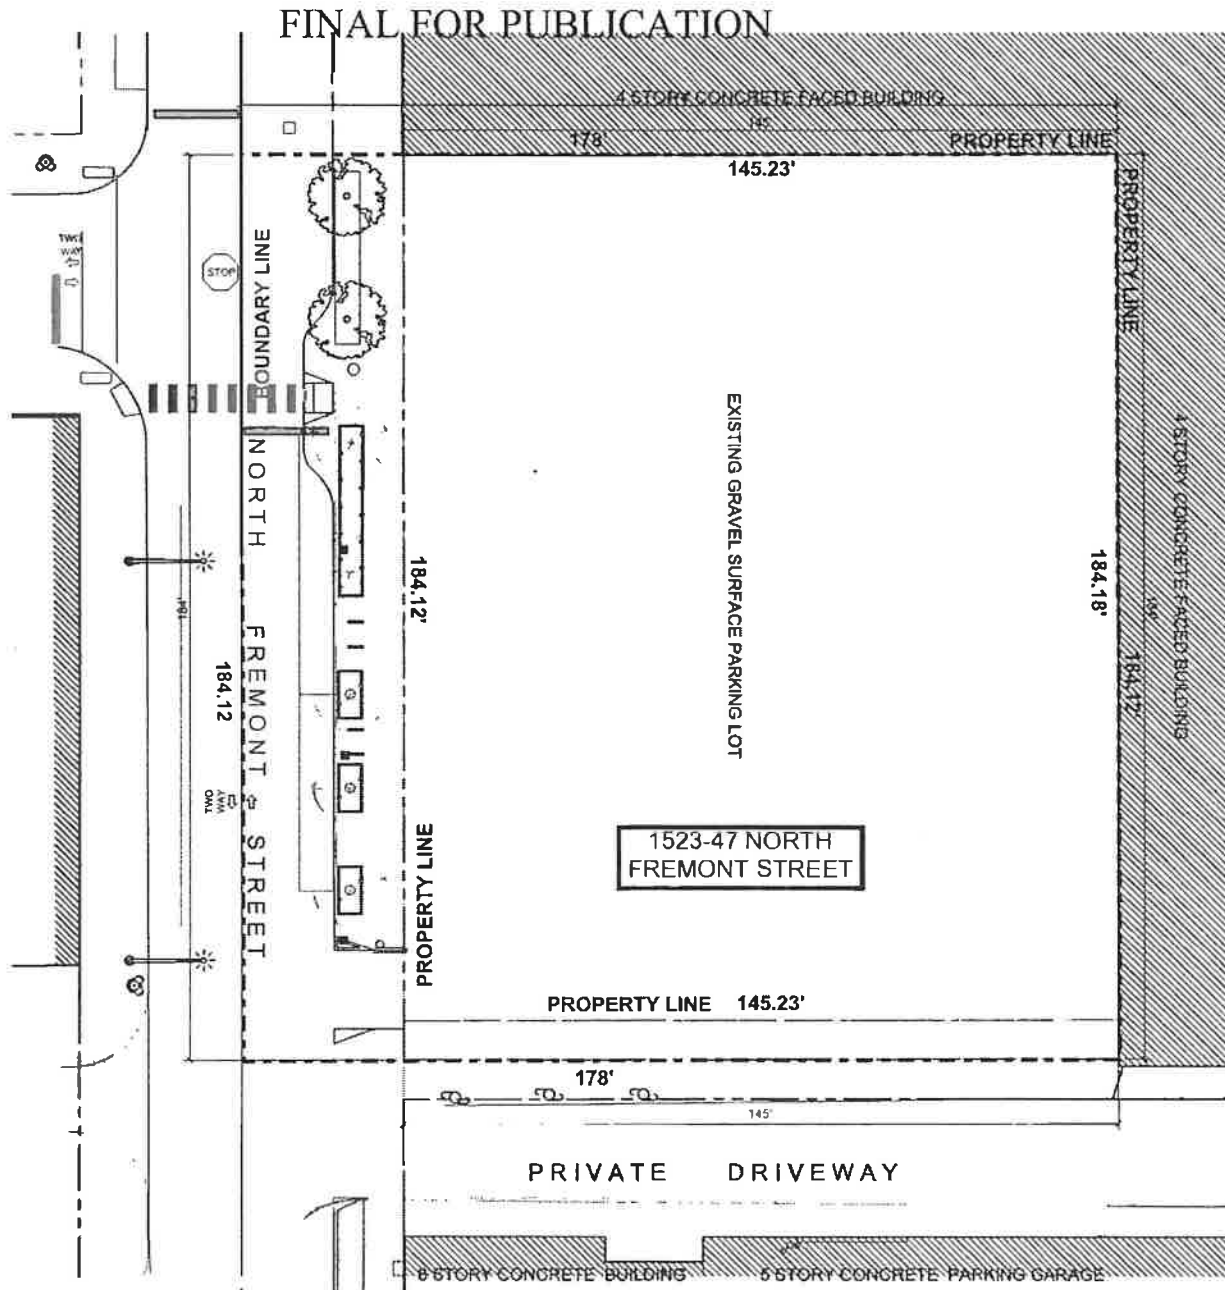 FINAL FOR PUBLICATION
4 STORY CONCRETE FACED BUILDING
145'
178'
PROPERTY LINE
145.23'
PROPERTY LINE
TWO
WAY
STOP
BOUNDARY LINE
EXISTING GRAVEL SURFACE PARKING LOT
4 STORY CONCRETE FACED BUILDING
NORTH FREMONT STREET
184'
184.12
184.12'
184.18'
184'
184.12'
TWO
WAY
PROPERTY LINE
1523-47 NORTH
FREMONT STREET
PROPERTY LINE 145.23'
178'
145'
PRIVATE DRIVEWAY
6 STORY CONCRETE BUILDING
5 STORY CONCRETE PARKING GARAGE